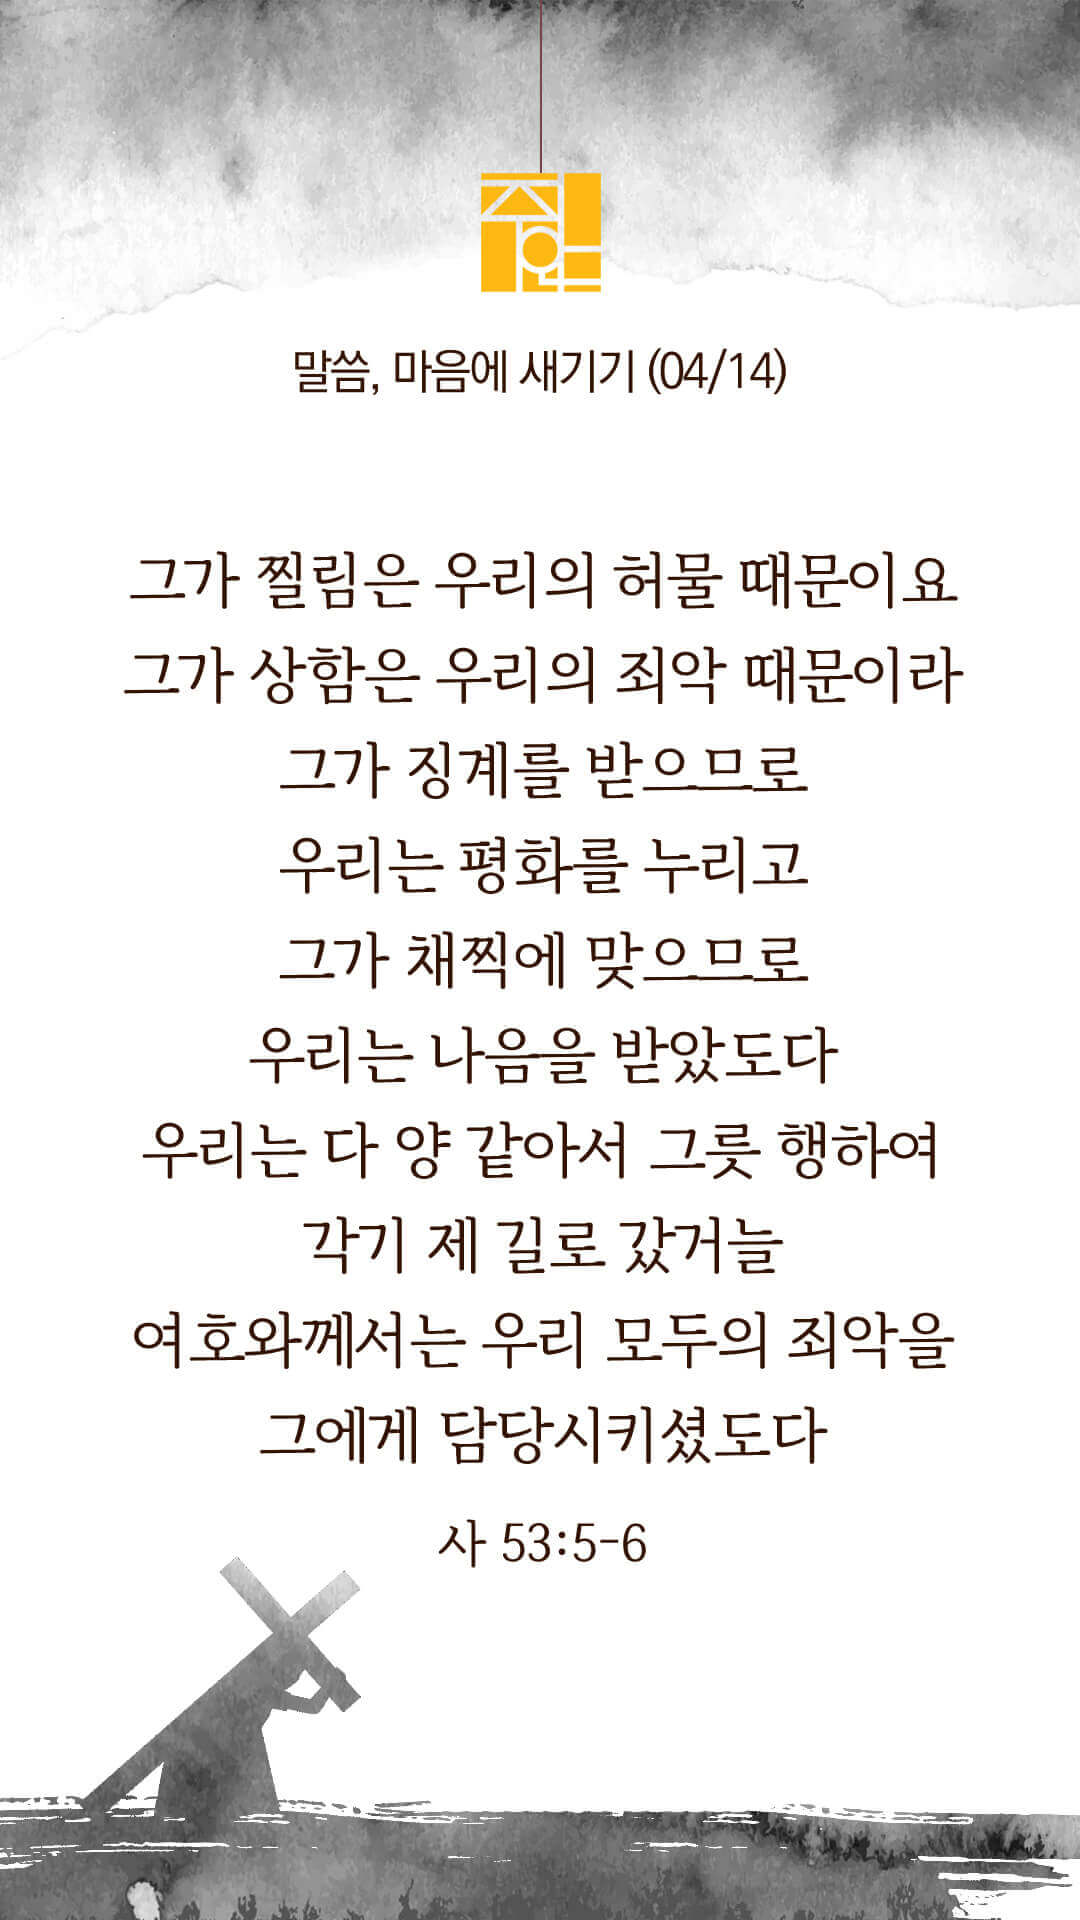 주인
말씀, 마음에 새기기 (04/14)
그가 찔림은 우리의 허물 때문이요
그가 상함은 우리의 죄악 때문이라
그가 징계를 받으므로
우리는 평화를 누리고
그가 채찍에 맞으므로
우리는 나음을 받았도다
우리는 다 양 같아서 그릇 행하여
각기 제 길로 갔거늘
여호와께서는 우리 모두의 죄악을
그에게 담당시키셨도다
사 53:5-6